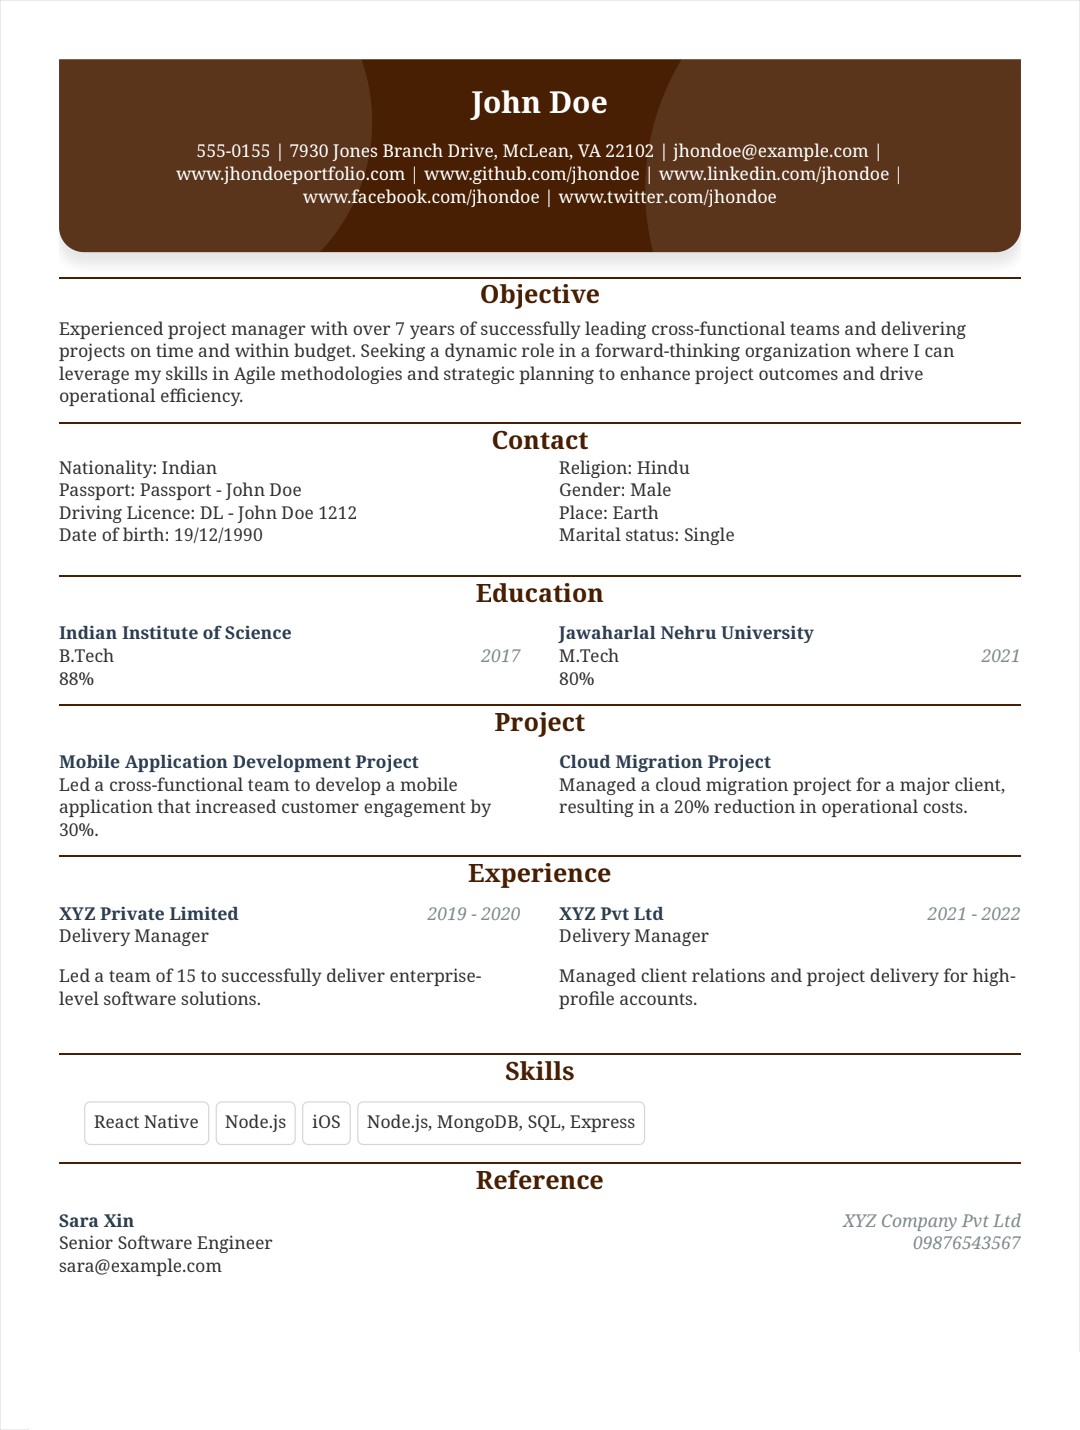 John Doe
555-0155 | 7930 Jones Branch Drive, McLean, VA 22102 | jhondoe@example.com |
www.jhondoeportfolio.com | www.github.com/jhondoe | www.linkedin.com/jhondoe |
www.facebook.com/jhondoe | www.twitter.com/jhondoe
Objective
Experienced project manager with over 7 years of successfully leading cross-functional teams and delivering
projects on time and within budget. Seeking a dynamic role in a forward-thinking organization where I can
leverage my skills in Agile methodologies and strategic planning to enhance project outcomes and drive
operational efficiency.
Contact
Nationality: Indian
Passport: Passport - John Doe
Driving Licence: DL - John Doe 1212
Date of birth: 19/12/1990
Religion: Hindu
Gender: Male
Place: Earth
Marital status: Single
Education
Indian Institute of Science
B.Tech 2017
88%
Jawaharlal Nehru University
M.Tech 2021
80%
Project
Mobile Application Development Project
Led a cross-functional team to develop a mobile
application that increased customer engagement by
30%.
Cloud Migration Project
Managed a cloud migration project for a major client,
resulting in a 20% reduction in operational costs.
Experience
XYZ Private Limited 2019 - 2020
Delivery Manager
Led a team of 15 to successfully deliver enterprise-
level software solutions.
XYZ Pvt Ltd 2021 - 2022
Delivery Manager
Managed client relations and project delivery for high-
profile accounts.
Skills
React Native Node.js iOS Node.js, MongoDB, SQL, Express
Reference
Sara Xin XYZ Company Pvt Ltd
Senior Software Engineer 09876543567
sara@example.com